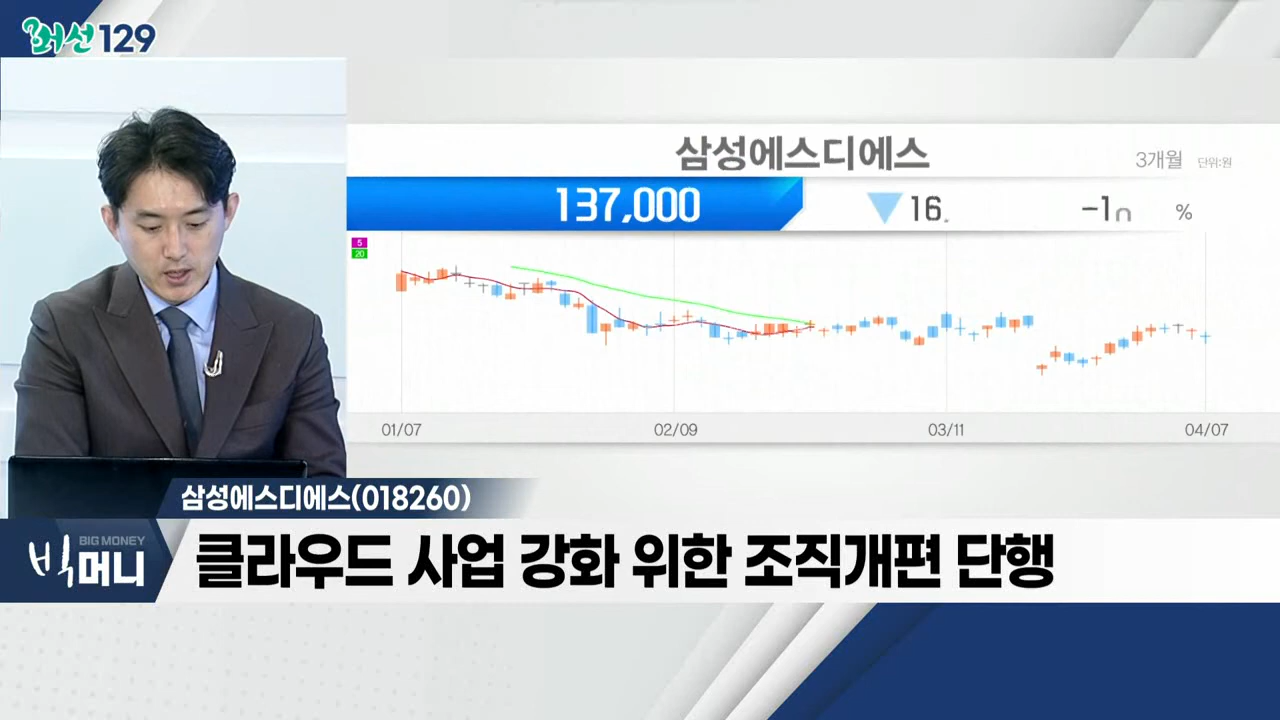 머선129
삼성에스디에스
3개월 단위:원
137,000 ▼16. -1 %
5
20
01/07 02/09 03/11 04/07
삼성에스디에스(018260)
BIG MONEY
빅머니
클라우드 사업 강화 위한 조직개편 단행